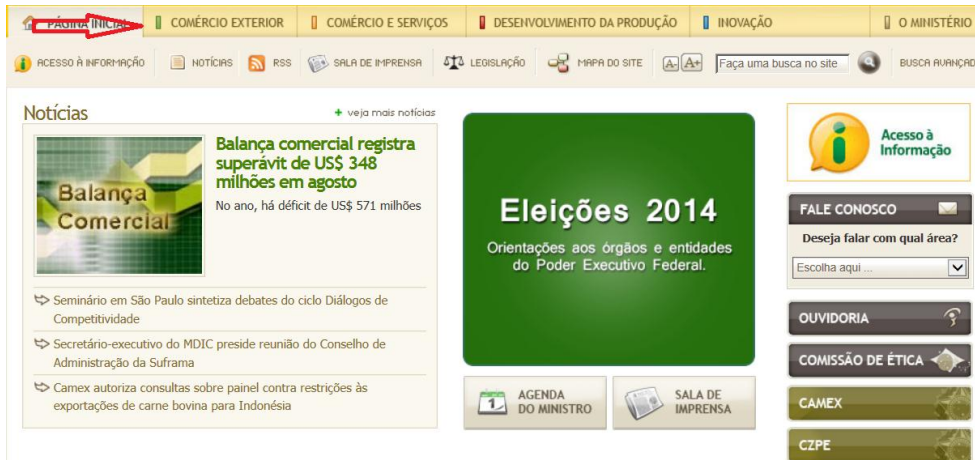 PÁGINA INICIAL
COMÉRCIO EXTERIOR
COMÉRCIO E SERVIÇOS
DESENVOLVIMENTO DA PRODUÇÃO
INOVAÇÃO
O MINISTÉRIO
ACESSO À INFORMAÇÃO
NOTÍCIAS
RSS
SALA DE IMPRENSA
LEGISLAÇÃO
MAPA DO SITE
A-
A+
Faça uma busca no site
BUSCA AVANÇAD
Notícias
+ veja mais notícias
Balança
Comercial
Balança comercial registra
superávit de US$ 348
milhões em agosto
No ano, há déficit de US$ 571 milhões
Seminário em São Paulo sintetiza debates do ciclo Diálogos de
Competitividade
Secretário-executivo do MDIC preside reunião do Conselho de
Administração da Suframa
Camex autoriza consultas sobre painel contra restrições às
exportações de carne bovina para Indonésia
Eleições 2014
Orientações aos órgãos e entidades
do Poder Executivo Federal.
1
AGENDA
DO MINISTRO
SALA DE
IMPRENSA
Acesso à
Informação
FALE CONOSCO
Deseja falar com qual área?
Escolha aqui ...
OUVIDORIA
COMISSÃO DE ÉTICA
CAMEX
CZPE